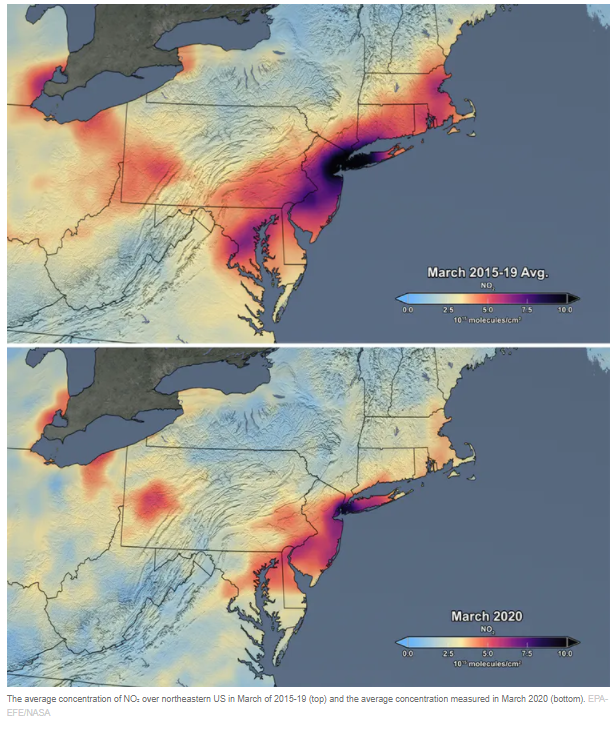 March 2015-19 Avg.
NO₂
0.0 2.5 5.0 7.5 10.0
10¹⁵ molecules/cm²
March 2020
NO₂
0.0 2.5 5.0 7.5 10.0
10¹⁵ molecules/cm²
The average concentration of NO₂ over northeastern US in March of 2015-19 (top) and the average concentration measured in March 2020 (bottom). EPA-
EFE/NASA